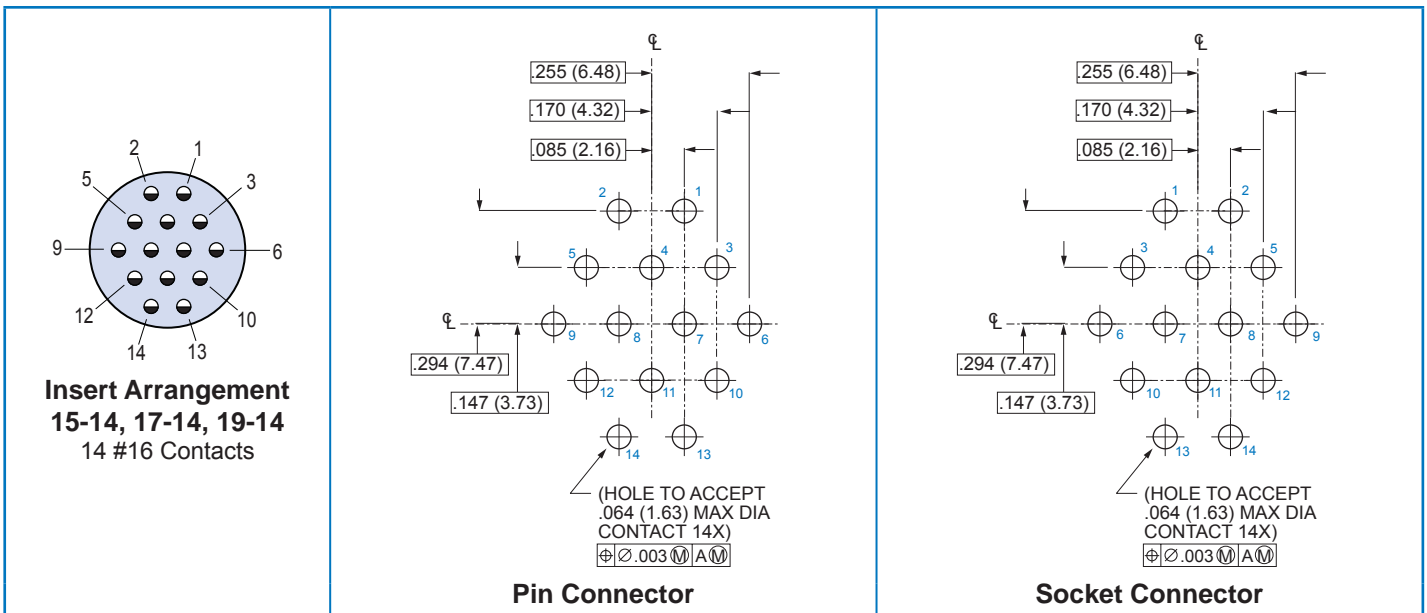 2 1
5 3
9 6
12 10
14 13
Insert Arrangement
15-14, 17-14, 19-14
14 #16 Contacts
℄
.255 (6.48)
.170 (4.32)
.085 (2.16)
2 1
5 4 3
℄
9 8 7 6
.294 (7.47)
.147 (3.73)
12 11 10
14 13
(HOLE TO ACCEPT
.064 (1.63) MAX DIA
CONTACT 14X)
⌖ ∅.003 Ⓜ A Ⓜ
Pin Connector
℄
.255 (6.48)
.170 (4.32)
.085 (2.16)
1 2
3 4 5
℄
6 7 8 9
.294 (7.47)
.147 (3.73)
10 11 12
13 14
(HOLE TO ACCEPT
.064 (1.63) MAX DIA
CONTACT 14X)
⌖ ∅.003 Ⓜ A Ⓜ
Socket Connector